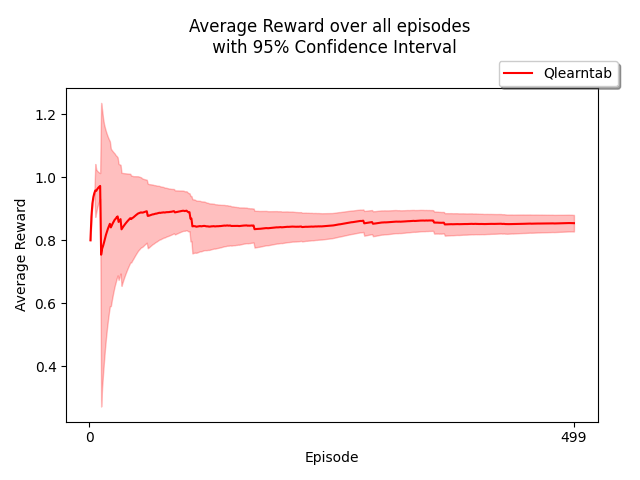 Average Reward over all episodes
with 95% Confidence Interval
Qlearntab
1.2
1.0
0.8
0.6
0.4
Average Reward
0
499
Episode